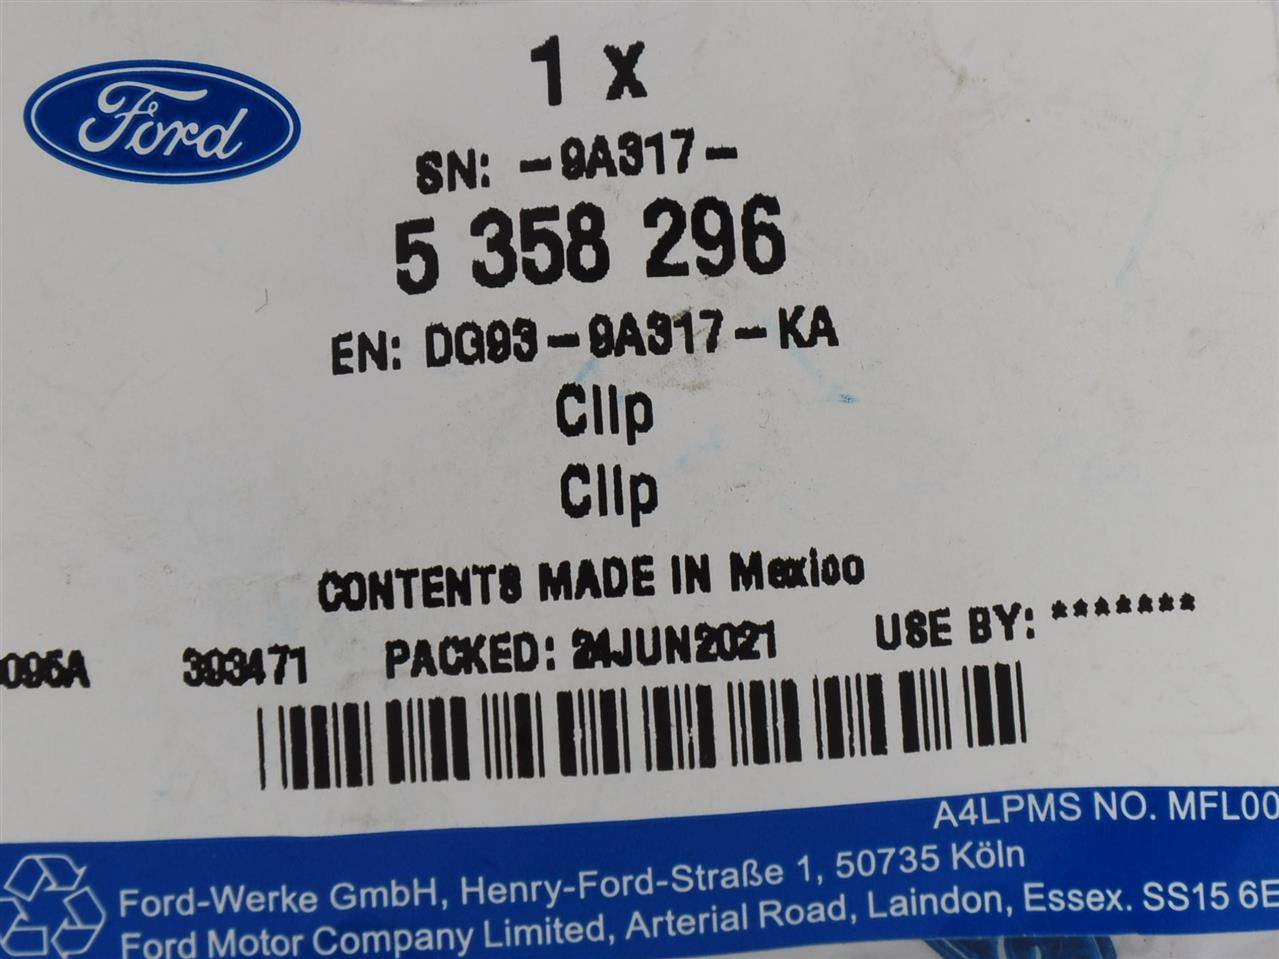 Ford
1 x
SN: -9A317-
5 358 296
EN: DG93-9A317-KA
Clip
Clip
CONTENTS MADE IN Mexico
095A 393471 PACKED: 24JUN2021 USE BY: *******
A4LPMS NO. MFL00
Ford-Werke GmbH, Henry-Ford-Straße 1, 50735 Köln
Ford Motor Company Limited, Arterial Road, Laindon, Essex. SS15 6E